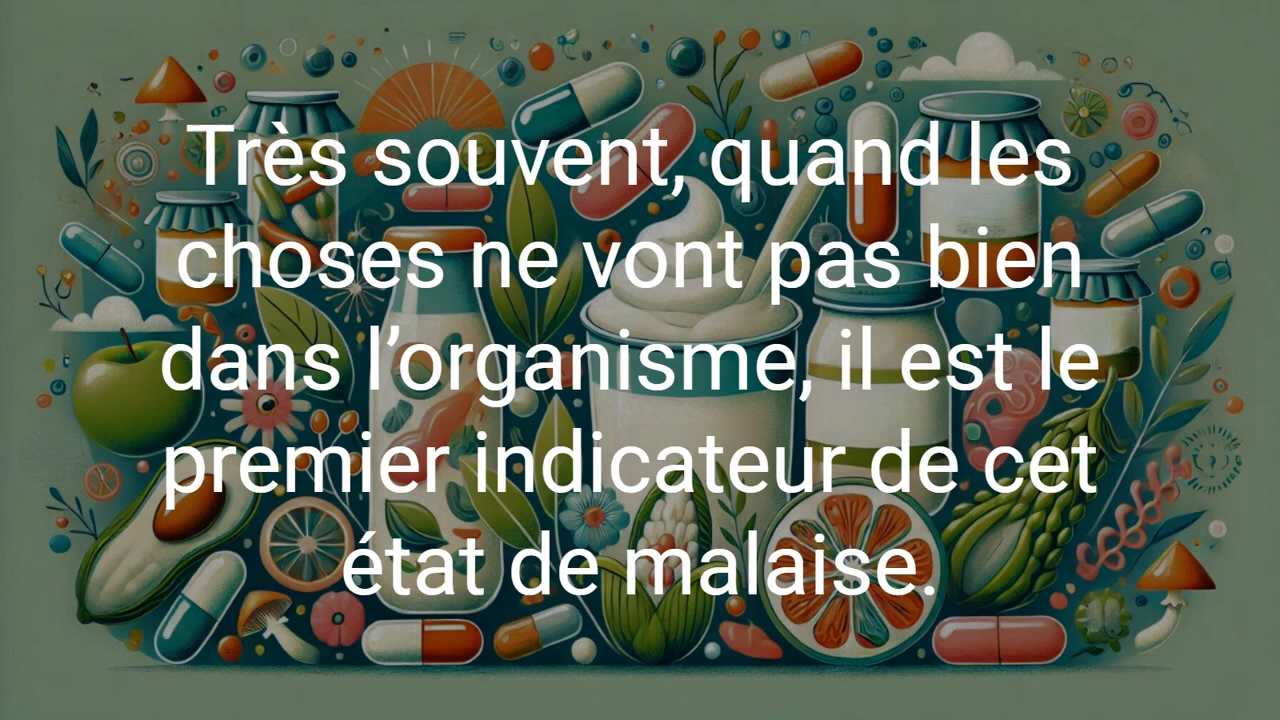 Très souvent, quand les
choses ne vont pas bien
dans l’organisme, il est le
premier indicateur de cet
état de malaise.